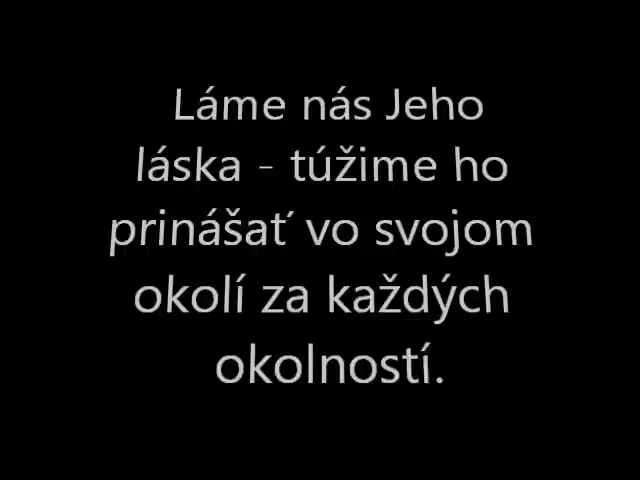 Láme nás Jeho
láska - túžime ho
prinášať vo svojom
okolí za každých
okolností.